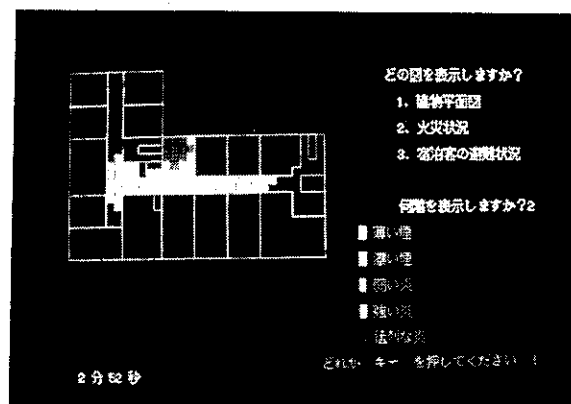 どの図を表示しますか?
1. 建物平面図
2. 火災状況
3. 宿泊客の避難状況
何階を表示しますか?2
薄い煙
濃い煙
弱い炎
強い炎
猛烈な炎
どれか キー を押してください !
2分52秒